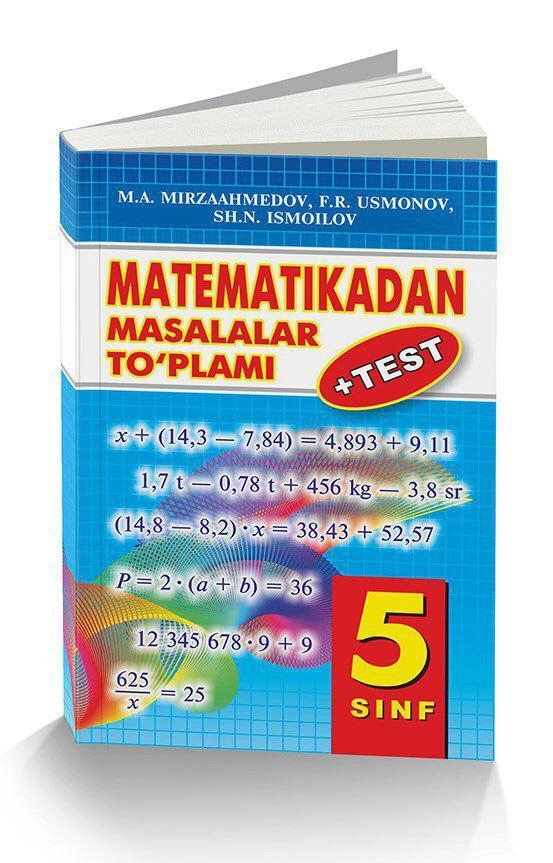 M.A. MIRZAAHMEDOV, F.R. USMONOV,
SH.N. ISMOILOV
MATEMATIKADAN
MASALALAR
TO‘PLAMI
+TEST
x + (14,3 — 7,84) = 4,893 + 9,11
1,7 t — 0,78 t + 456 kg — 3,8 sr
(14,8 — 8,2) · x = 38,43 + 52,57
P = 2 · (a + b) = 36
12 345 678 · 9 + 9
625/x = 25
5
SINF